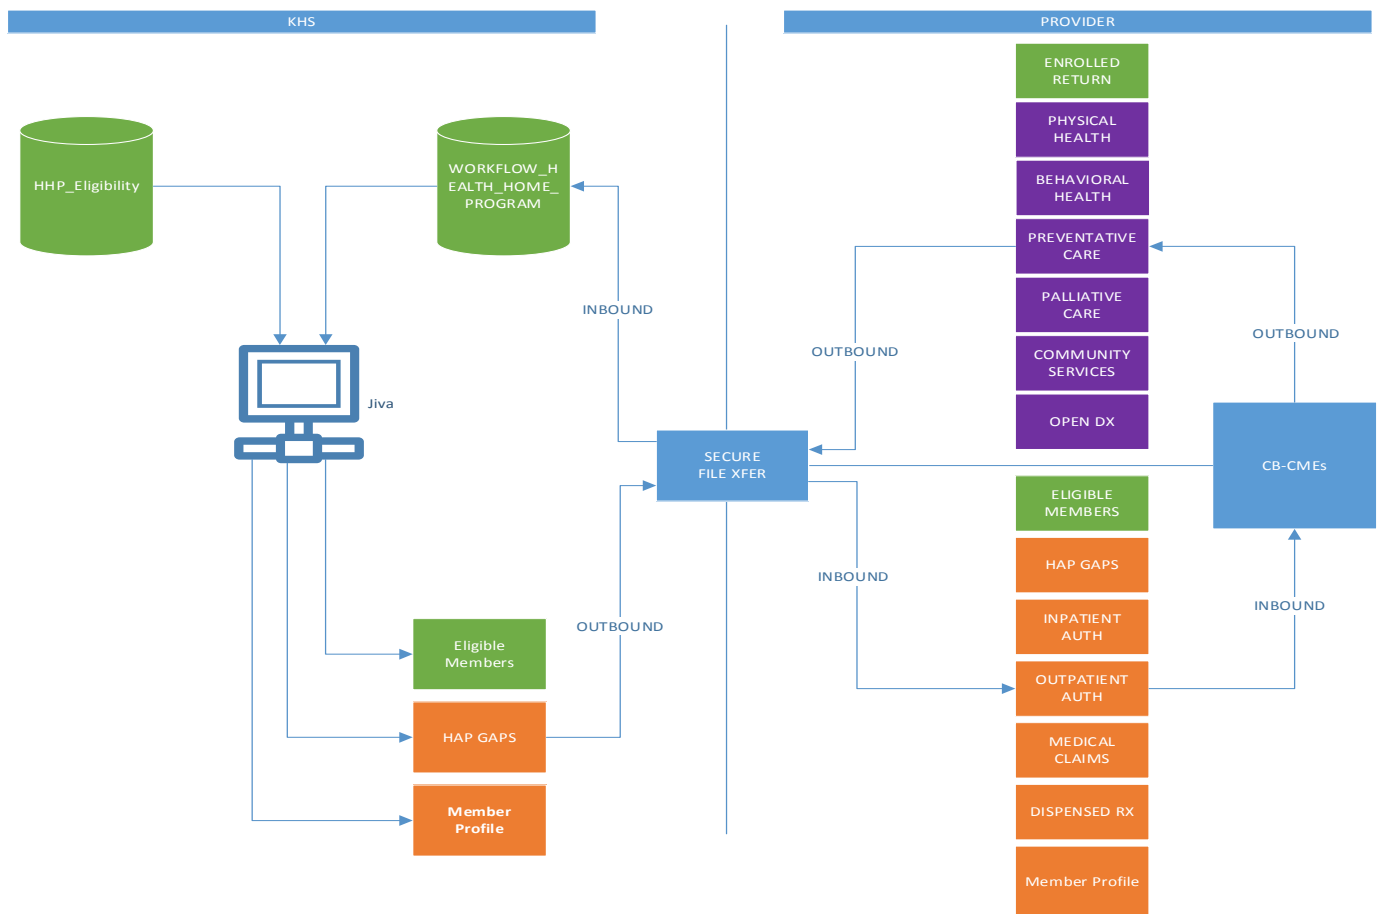 KHS
PROVIDER
HHP_Eligibility
WORKFLOW_H
EALTH_HOME_
PROGRAM
INBOUND
Jiva
SECURE
FILE XFER
OUTBOUND
Eligible
Members
HAP GAPS
Member
Profile
ENROLLED
RETURN
PHYSICAL
HEALTH
BEHAVIORAL
HEALTH
PREVENTATIVE
CARE
PALLIATIVE
CARE
COMMUNITY
SERVICES
OPEN DX
OUTBOUND
OUTBOUND
CB-CMEs
ELIGIBLE
MEMBERS
HAP GAPS
INPATIENT
AUTH
OUTPATIENT
AUTH
MEDICAL
CLAIMS
DISPENSED RX
Member Profile
INBOUND
INBOUND